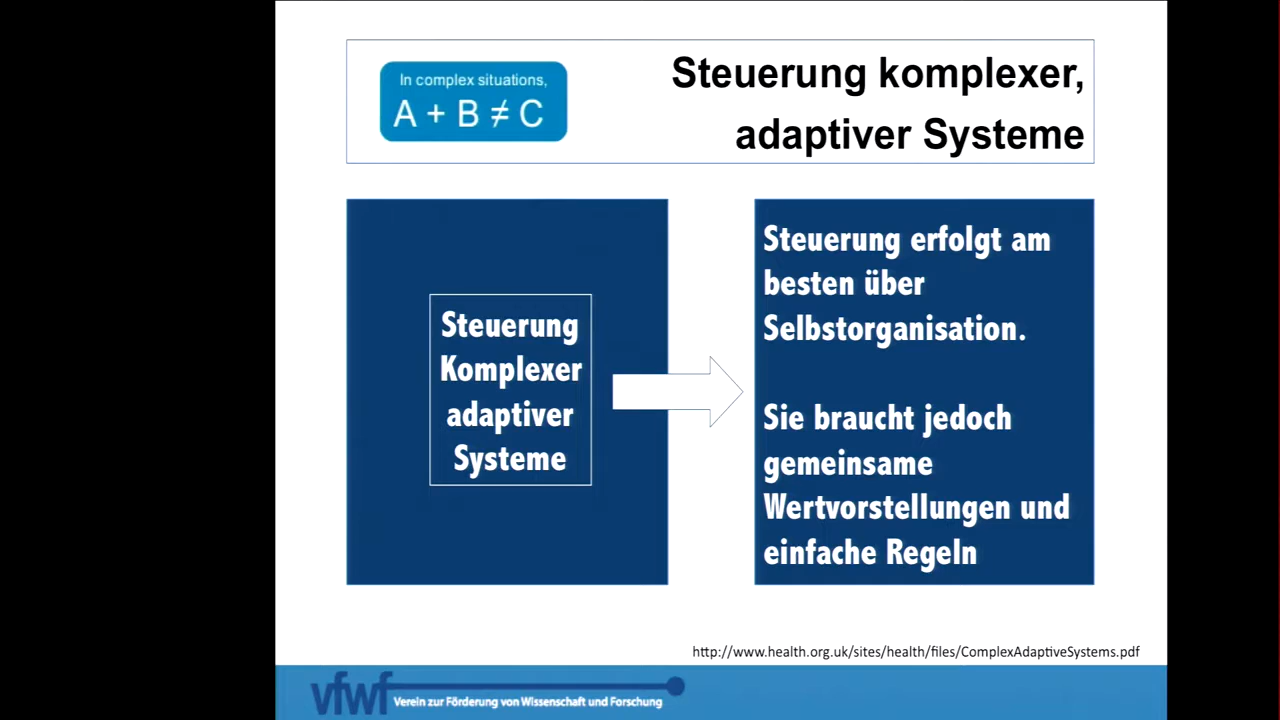 In complex situations,
A + B ≠ C
Steuerung komplexer,
adaptiver Systeme
Steuerung
Komplexer
adaptiver
Systeme
Steuerung erfolgt am
besten über
Selbstorganisation.
Sie braucht jedoch
gemeinsame
Wertvorstellungen und
einfache Regeln
http://www.health.org.uk/sites/health/files/ComplexAdaptiveSystems.pdf
vfwf
Verein zur Förderung von Wissenschaft und Forschung